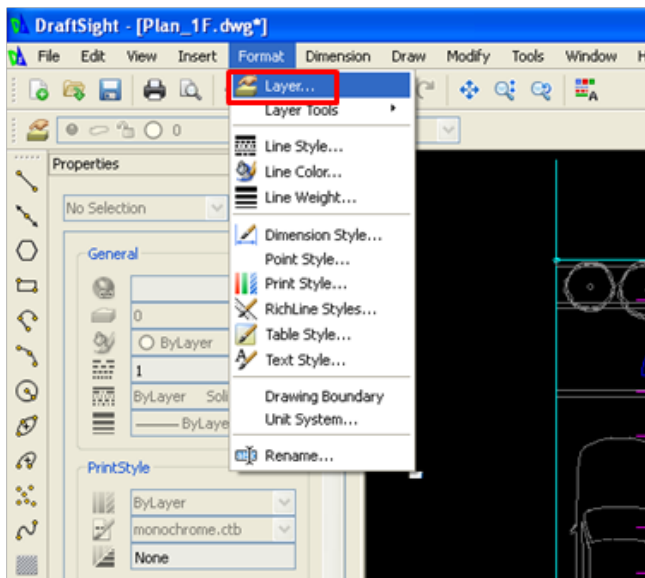 DraftSight - [Plan_1F.dwg*]
File Edit View Insert Format Dimension Draw Modify Tools Window H
Layer...
Layer Tools
0
Properties
Line Style...
Line Color...
Line Weight...
No Selection
Dimension Style...
General
Point Style...
Print Style...
0
RichLine Styles...
ByLayer
Table Style...
1
Text Style...
ByLayer Soli
Drawing Boundary
ByLaye
Unit System...
Rename...
PrintStyle
ByLayer
monochrome.ctb
None